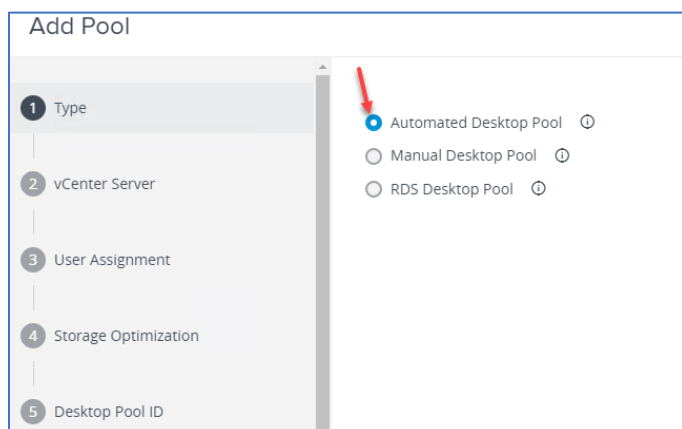 Add Pool
1 Type
2 vCenter Server
3 User Assignment
4 Storage Optimization
5 Desktop Pool ID
Automated Desktop Pool
Manual Desktop Pool
RDS Desktop Pool